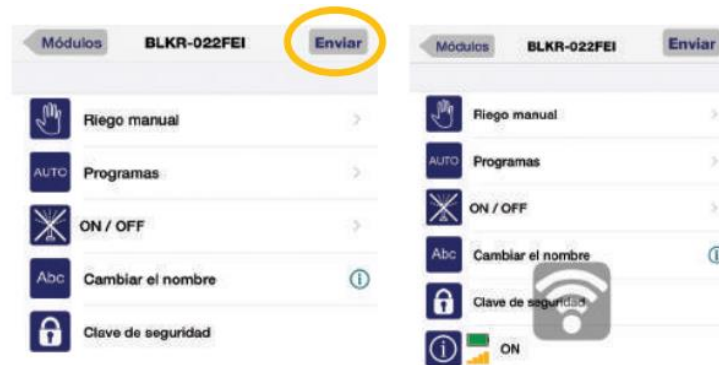 Módulos BLKR-022FEI Enviar
Riego manual
AUTO Programas
ON / OFF
Abc Cambiar el nombre
Clave de seguridad
Módulos BLKR-022FEI Enviar
Riego manual
AUTO Programas
ON / OFF
Abc Cambiar el nombre
Clave de seguridad
ON